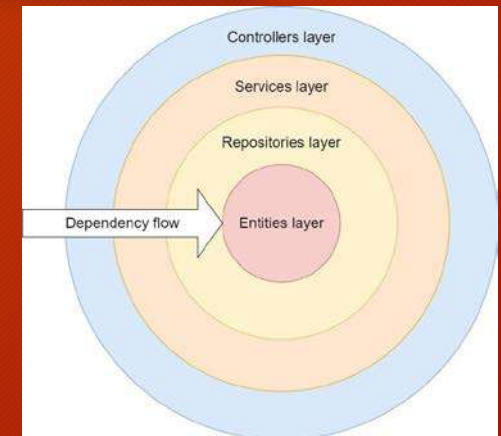 Controllers layer
Services layer
Repositories layer
Dependency flow
Entities layer